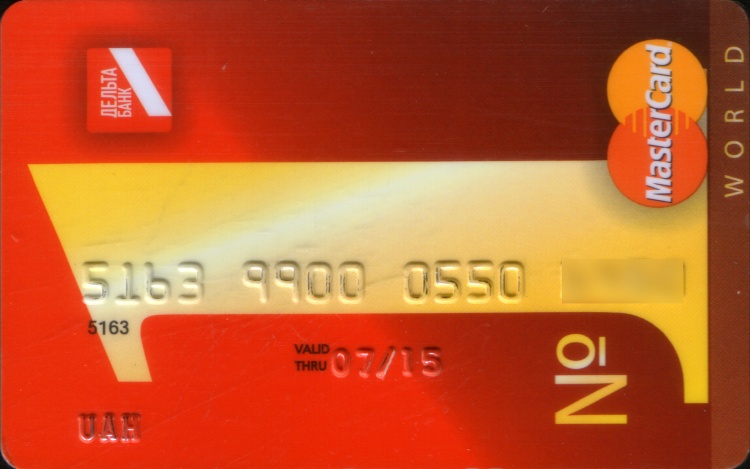 ДЕЛЬТА
БАНК
MasterCard
WORLD
5163 9900 0550
5163
VALID
THRU 07/15
№
UAH